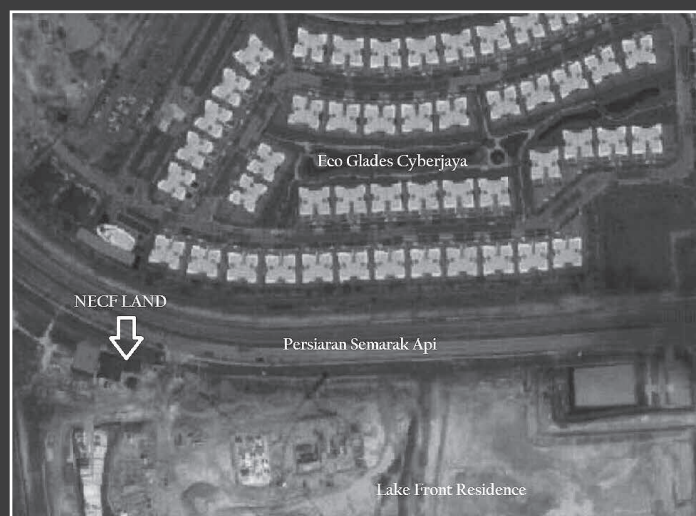 Eco Glades Cyberjaya
NECF LAND
Persiaran Semarak Api
Lake Front Residence